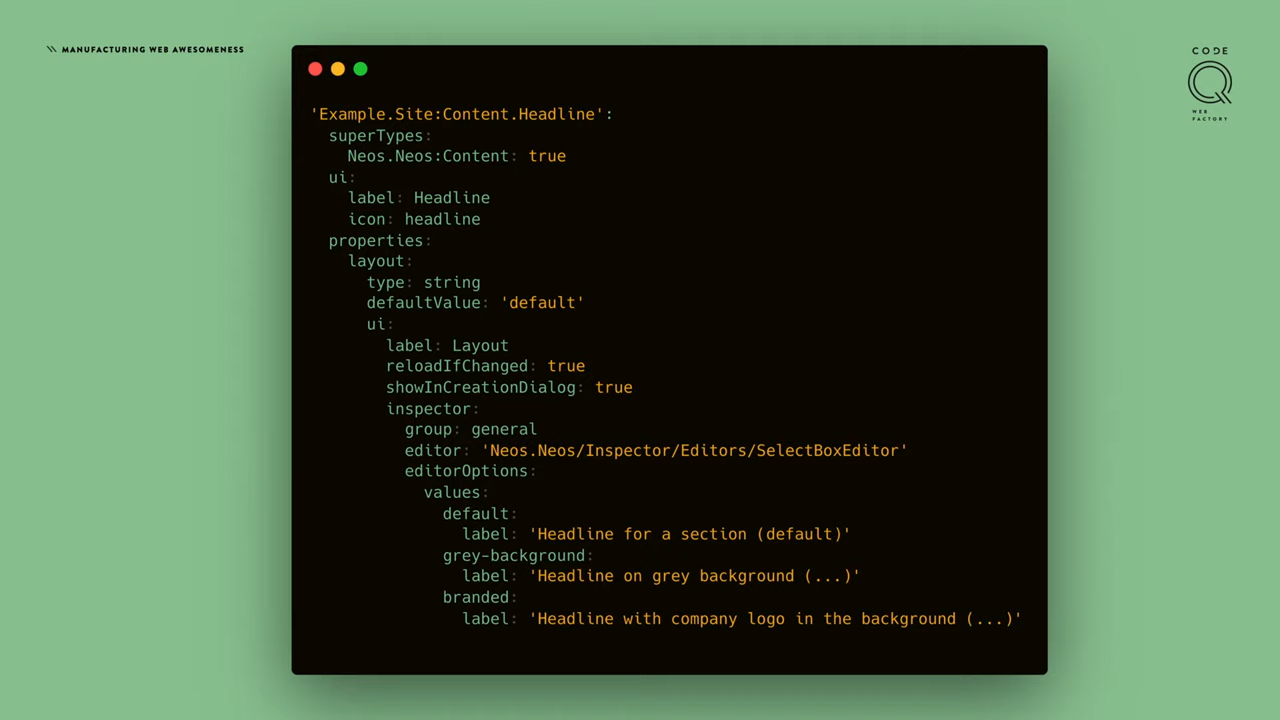 MANUFACTURING WEB AWESOMENESS
CODE
Q
WEB
FACTORY
'Example.Site:Content.Headline':
  superTypes:
    Neos.Neos:Content: true
  ui:
    label: Headline
    icon: headline
  properties:
    layout:
      type: string
      defaultValue: 'default'
      ui:
        label: Layout
        reloadIfChanged: true
        showInCreationDialog: true
        inspector:
          group: general
          editor: 'Neos.Neos/Inspector/Editors/SelectBoxEditor'
          editorOptions:
            values:
              default:
                label: 'Headline for a section (default)'
              grey-background:
                label: 'Headline on grey background (...)'
              branded:
                label: 'Headline with company logo in the background (...)'